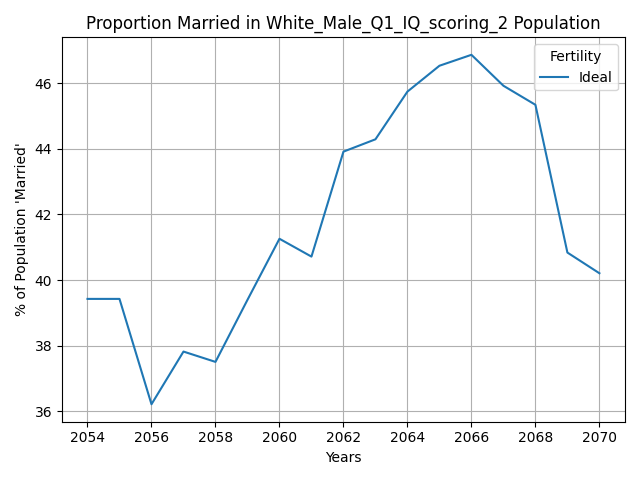 Proportion Married in White_Male_Q1_IQ_scoring_2 Population
Fertility
Ideal
% of Population 'Married'
46
44
42
40
38
36
2054 2056 2058 2060 2062 2064 2066 2068 2070
Years